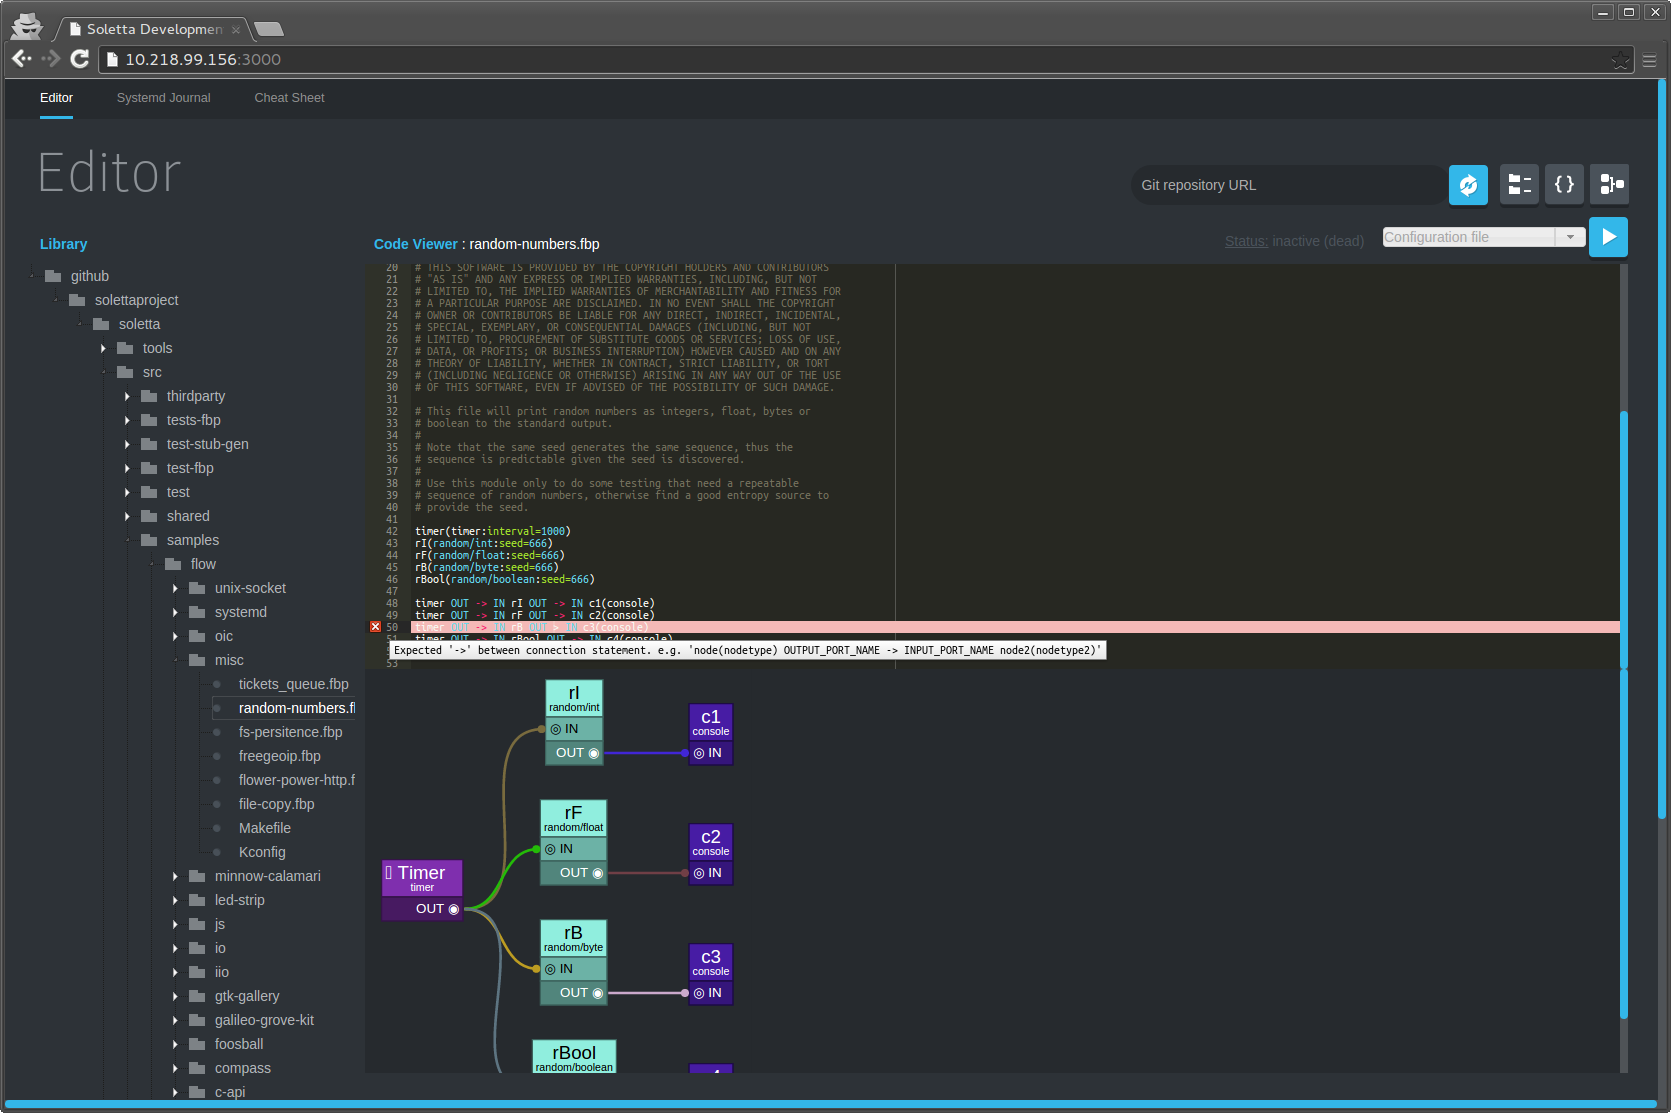 Soletta Developmen
10.218.99.156:3000
Editor
Systemd Journal
Cheat Sheet
Editor
Git repository URL
{}
Library
Code Viewer : random-numbers.fbp
Status: inactive (dead)
Configuration file
github
solettaproject
soletta
tools
src
thirdparty
tests-fbp
test-stub-gen
test-fbp
test
shared
samples
flow
unix-socket
systemd
oic
misc
tickets_queue.fbp
random-numbers.f
fs-persitence.fbp
freegeoip.fbp
flower-power-http.f
file-copy.fbp
Makefile
Kconfig
minnow-calamari
led-strip
js
io
iio
gtk-gallery
galileo-grove-kit
foosball
compass
c-api
20 # THIS SOFTWARE IS PROVIDED BY THE COPYRIGHT HOLDERS AND CONTRIBUTORS
21 # "AS IS" AND ANY EXPRESS OR IMPLIED WARRANTIES, INCLUDING, BUT NOT
22 # LIMITED TO, THE IMPLIED WARRANTIES OF MERCHANTABILITY AND FITNESS FOR
23 # A PARTICULAR PURPOSE ARE DISCLAIMED. IN NO EVENT SHALL THE COPYRIGHT
24 # OWNER OR CONTRIBUTORS BE LIABLE FOR ANY DIRECT, INDIRECT, INCIDENTAL,
25 # SPECIAL, EXEMPLARY, OR CONSEQUENTIAL DAMAGES (INCLUDING, BUT NOT
26 # LIMITED TO, PROCUREMENT OF SUBSTITUTE GOODS OR SERVICES; LOSS OF USE,
27 # DATA, OR PROFITS; OR BUSINESS INTERRUPTION) HOWEVER CAUSED AND ON ANY
28 # THEORY OF LIABILITY, WHETHER IN CONTRACT, STRICT LIABILITY, OR TORT
29 # (INCLUDING NEGLIGENCE OR OTHERWISE) ARISING IN ANY WAY OUT OF THE USE
30 # OF THIS SOFTWARE, EVEN IF ADVISED OF THE POSSIBILITY OF SUCH DAMAGE.
31
32 # This file will print random numbers as integers, float, bytes or
33 # boolean to the standard output.
34 #
35 # Note that the same seed generates the same sequence, thus the
36 # sequence is predictable given the seed is discovered.
37 #
38 # Use this module only to do some testing that need a repeatable
39 # sequence of random numbers, otherwise find a good entropy source to
40 # provide the seed.
41
42 timer(timer:interval=1000)
43 rI(random/int:seed=666)
44 rF(random/float:seed=666)
45 rB(random/byte:seed=666)
46 rBool(random/boolean:seed=666)
47
48 timer OUT -> IN rI OUT -> IN c1(console)
49 timer OUT -> IN rF OUT -> IN c2(console)
50 timer OUT -> IN rB OUT > IN c3(console)
51 timer OUT -> IN rBool OUT -> IN c4(console)
Expected '->' between connection statement. e.g. 'node(nodetype) OUTPUT_PORT_NAME -> INPUT_PORT_NAME node2(nodetype2)'
53
rI
random/int
IN
OUT
c1
console
IN
rF
random/float
IN
OUT
c2
console
IN
Timer
timer
OUT
rB
random/byte
IN
OUT
c3
console
IN
rBool
random/boolean